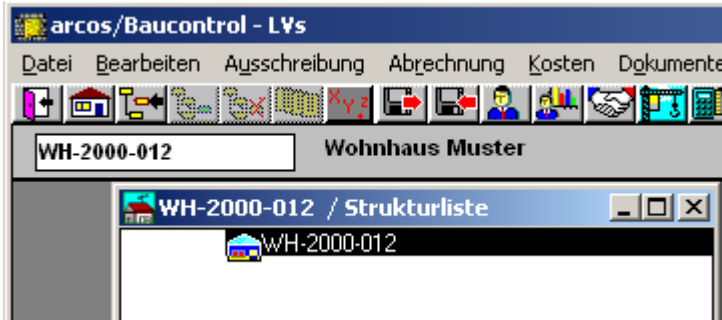 arcos/Baucontrol - LVs
Datei Bearbeiten Ausschreibung Abrechnung Kosten Dokumente
X Y Z
WH-2000-012 Wohnhaus Muster
WH-2000-012 / Strukturliste
WH-2000-012